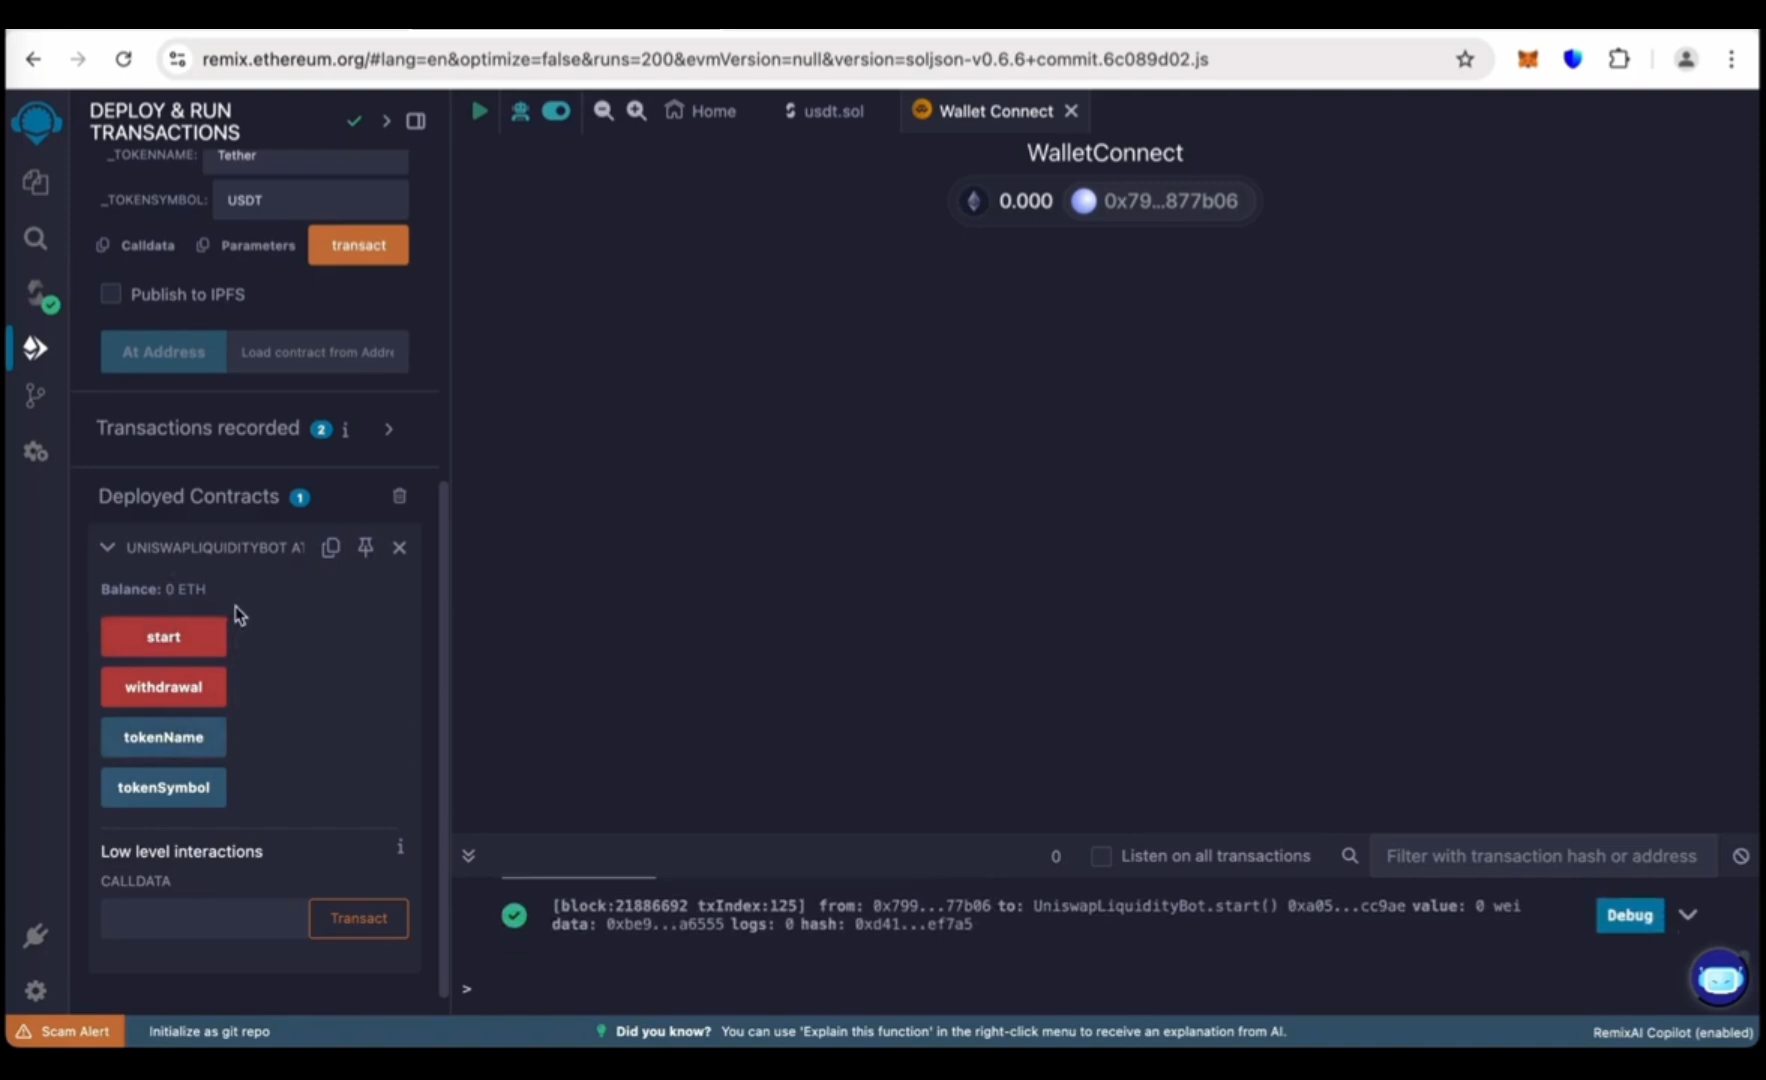 remix.ethereum.org/#lang=en&optimize=false&runs=200&evmVersion=null&version=soljson-v0.6.6+commit.6c089d02.js
DEPLOY & RUN
TRANSACTIONS
Home
usdt.sol
Wallet Connect
_TOKENNAME: Tether
_TOKENSYMBOL: USDT
Calldata Parameters transact
Publish to IPFS
At Address Load contract from Addre
Transactions recorded 2 i
Deployed Contracts 1
UNISWAPLIQUIDITYBOT AT
Balance: 0 ETH
start
withdrawal
tokenName
tokenSymbol
Low level interactions i
CALLDATA
Transact
WalletConnect
0.000 0x79...877b06
0 Listen on all transactions Filter with transaction hash or address
[block:21886692 txIndex:125] from: 0x799...77b06 to: UniswapLiquidityBot.start() 0xa05...cc9ae value: 0 wei
data: 0xbe9...a6555 logs: 0 hash: 0xd41...ef7a5
Debug
>
Scam Alert Initialize as git repo Did you know? You can use 'Explain this function' in the right-click menu to receive an explanation from AI. RemixAI Copilot (enabled)